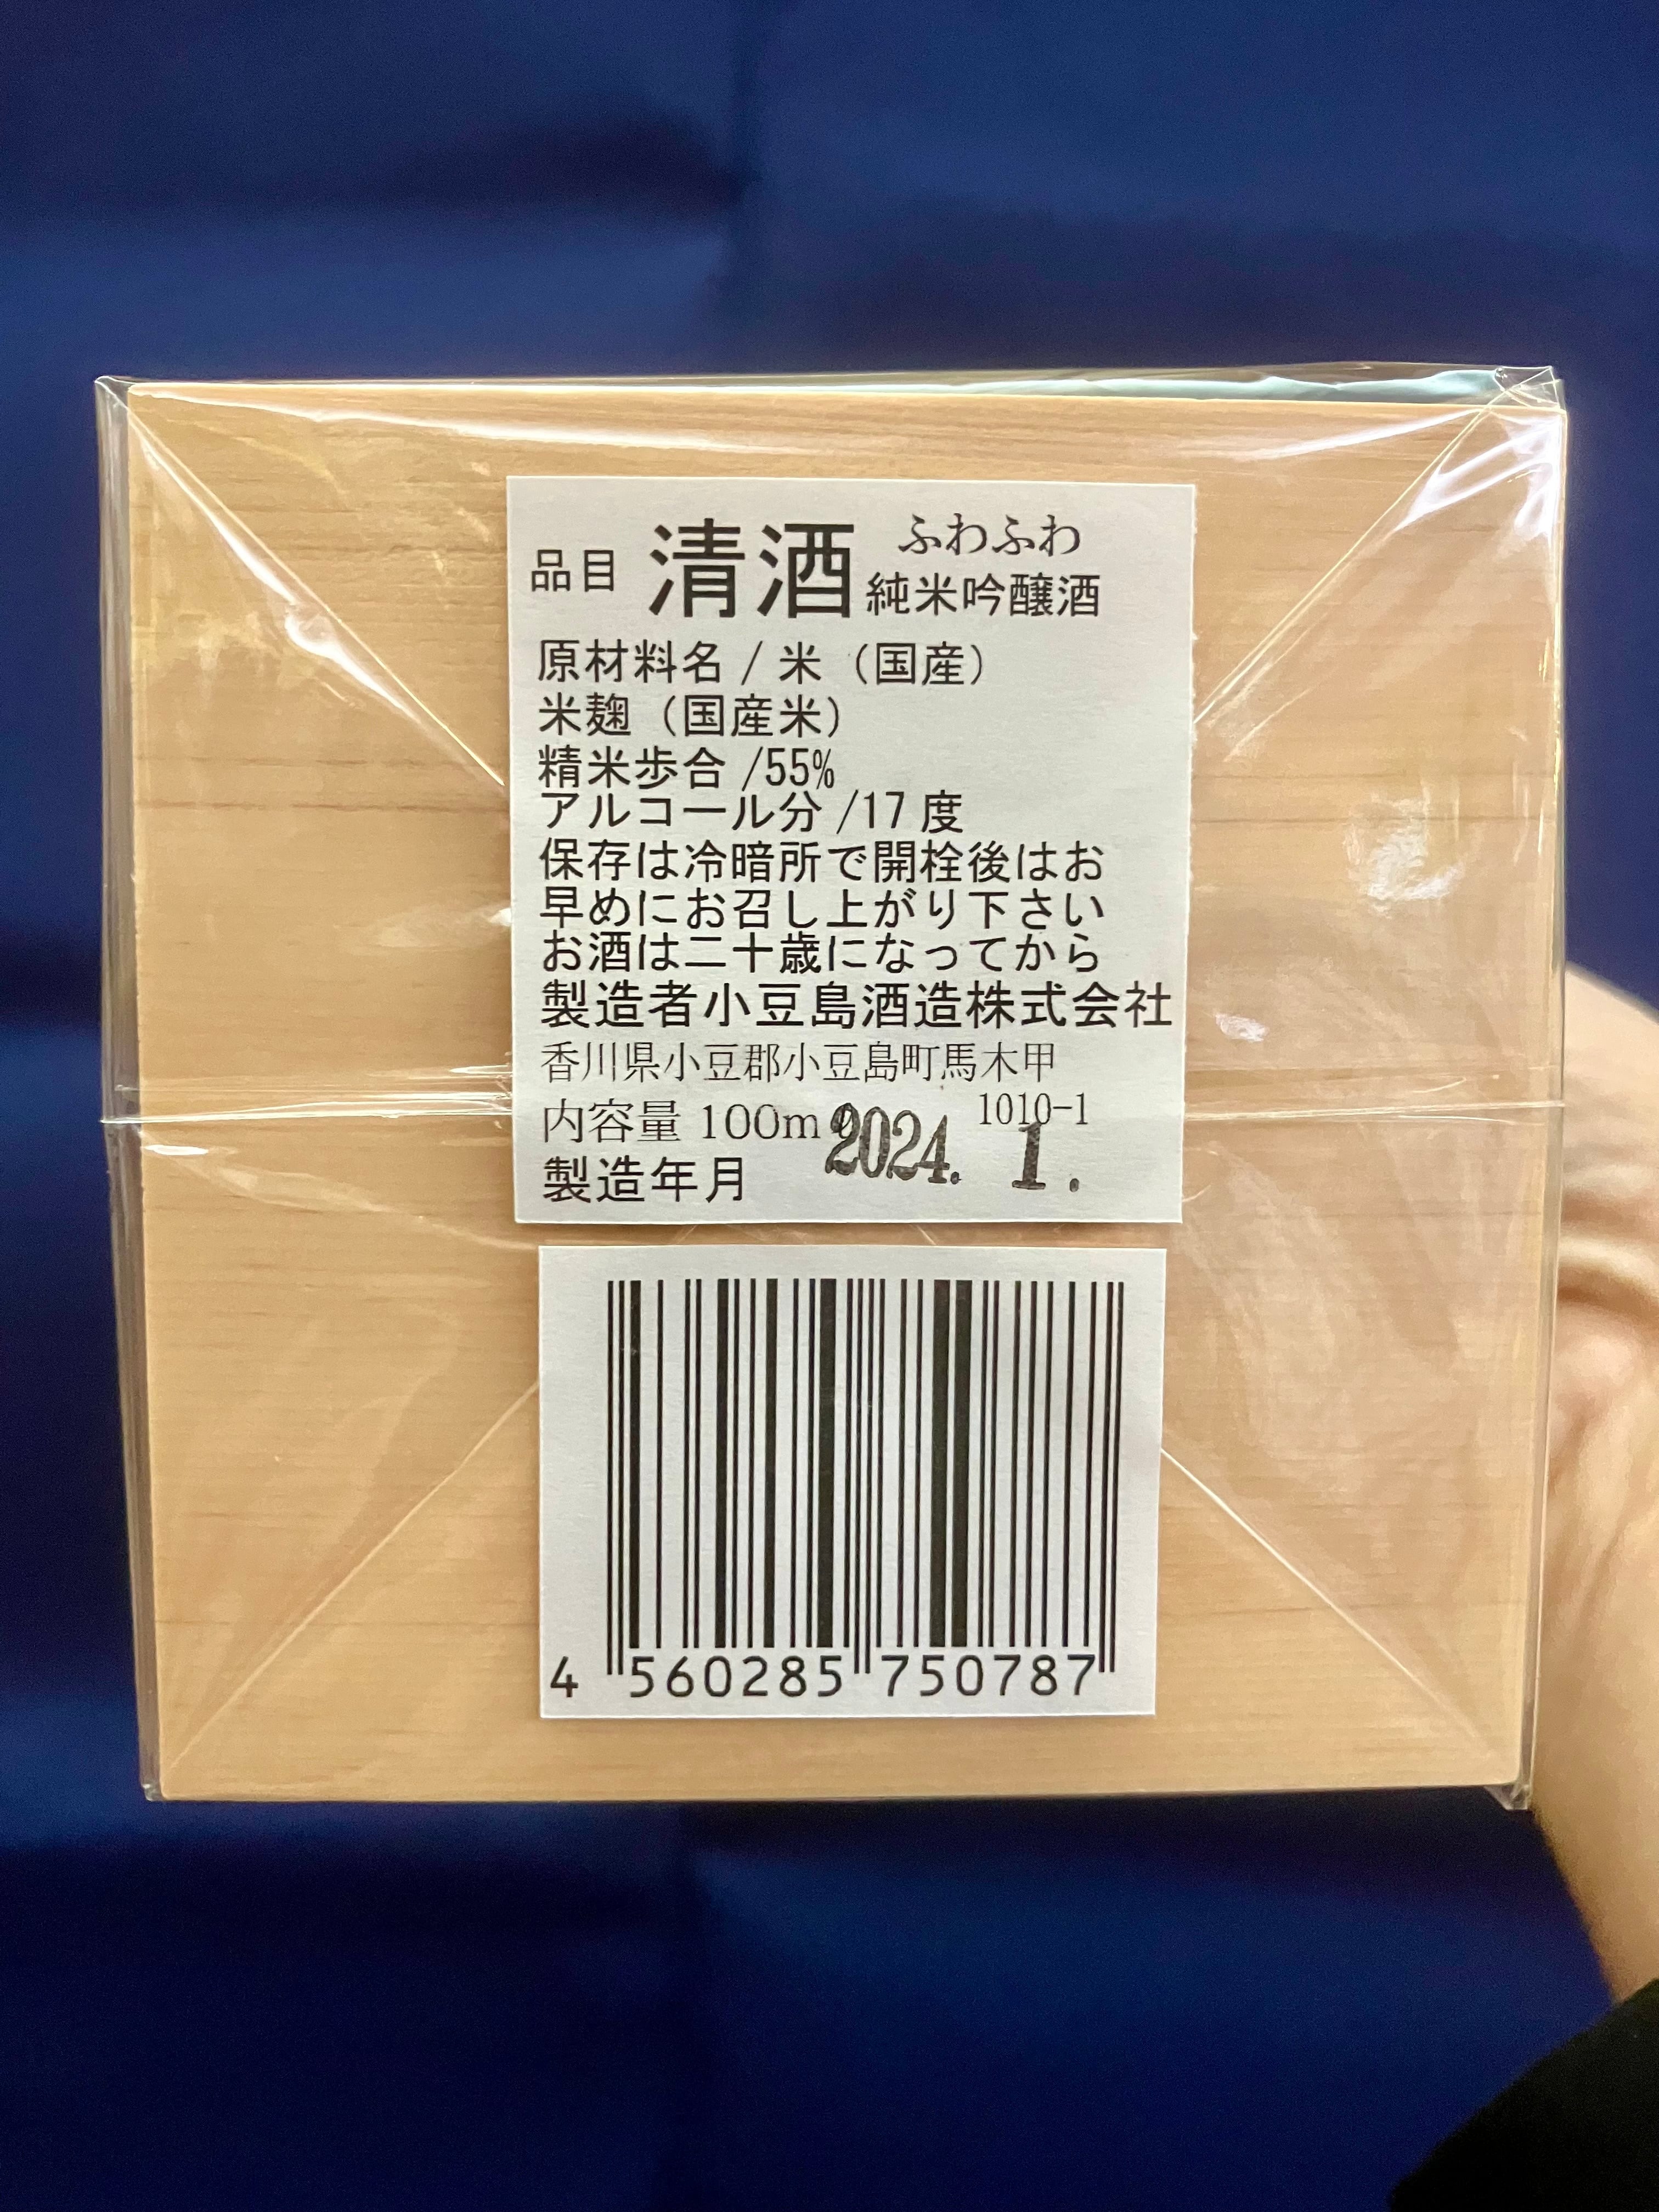 品目 清酒 ふわふわ
純米吟醸酒
原材料名 / 米（国産）
米麹（国産米）
精米歩合 /55%
アルコール分 /17 度
保存は冷暗所で開栓後はお
早めにお召し上がり下さい
お酒は二十歳になってから
製造者小豆島酒造株式会社
香川県小豆郡小豆島町馬木甲
1010-1
内容量 100mℓ
製造年月 2024. 1.
4 560285 750787